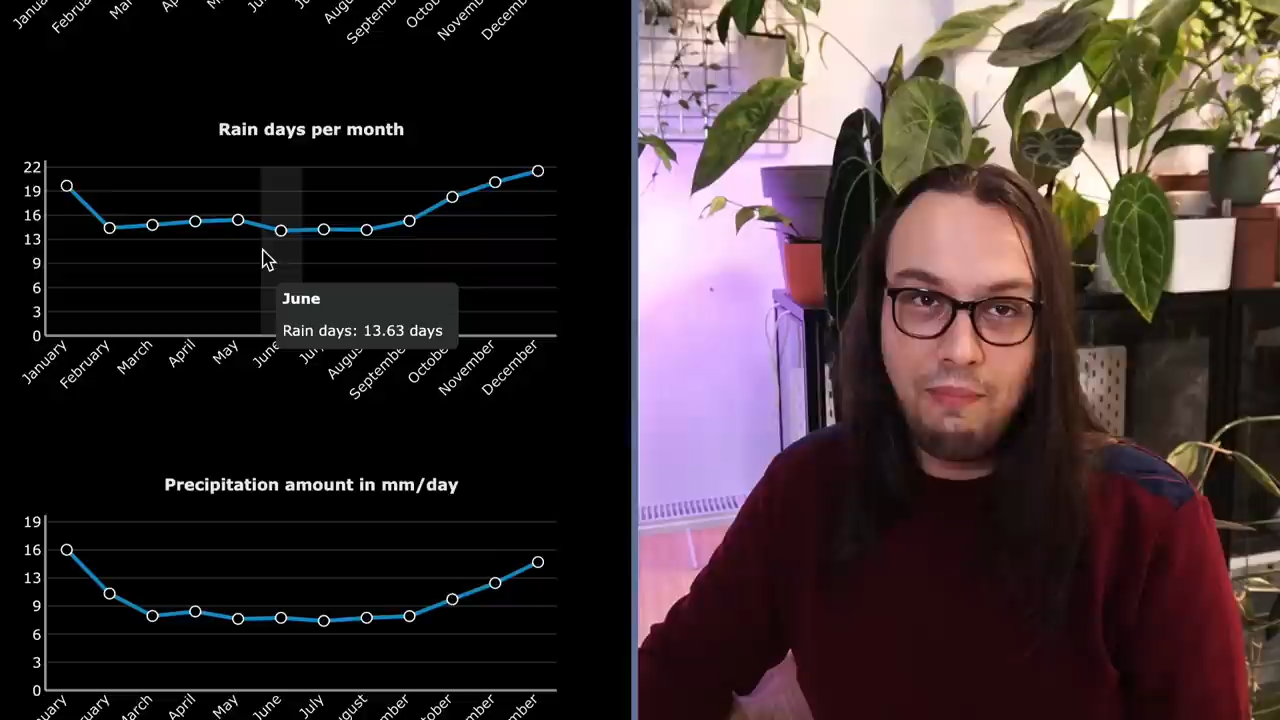 Rain days per month
22
19
16
13
9
6
3
0
January
February
March
April
May
June
July
August
September
October
November
December
June
Rain days: 13.63 days
Precipitation amount in mm/day
19
16
13
9
6
3
0
April
May
June
July